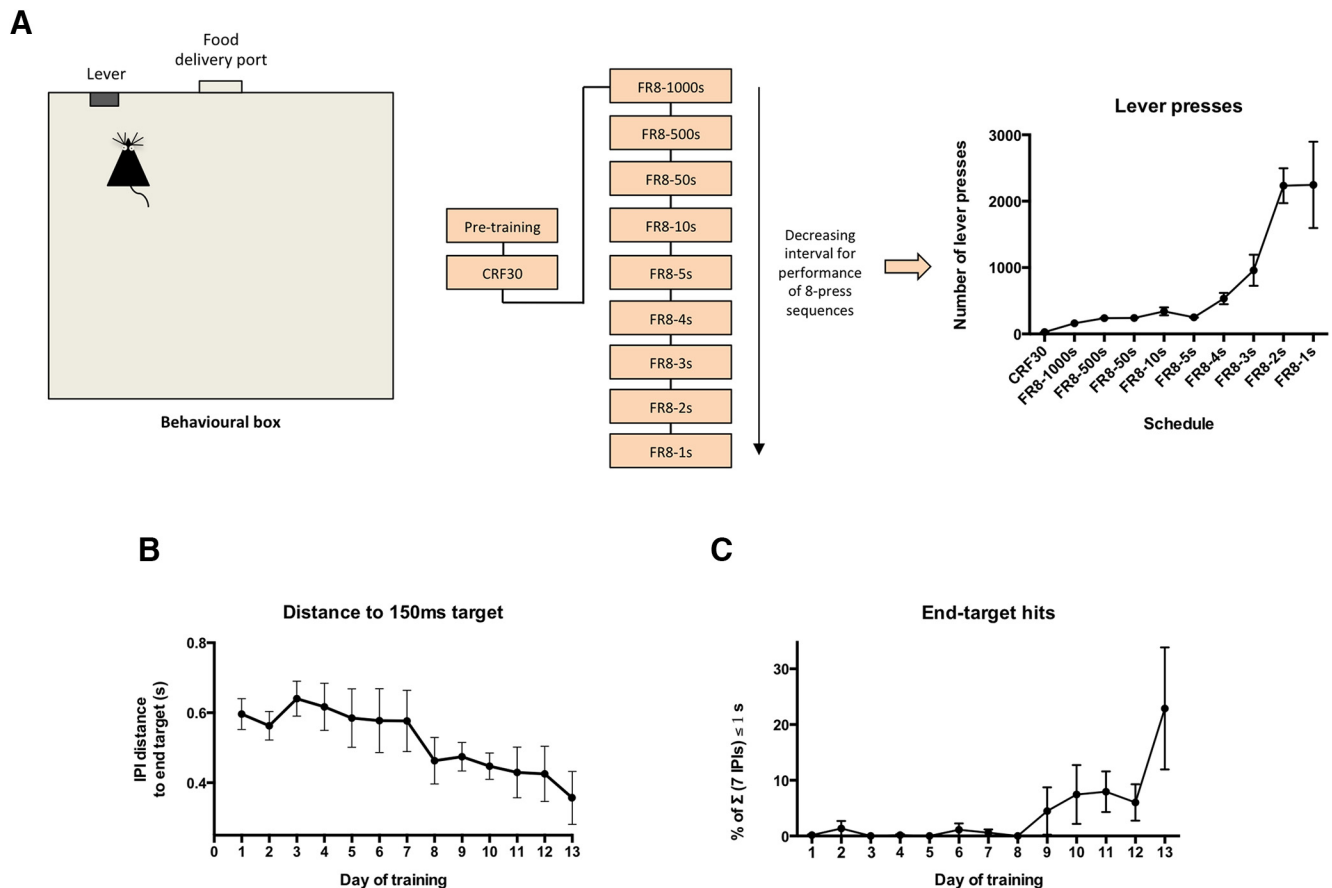 A
Food
delivery port
Lever
Behavioural box
Pre-training
CRF30
FR8-1000s
FR8-500s
FR8-50s
FR8-10s
FR8-5s
FR8-4s
FR8-3s
FR8-2s
FR8-1s
Decreasing
interval for
performance
of 8-press
sequences
Lever presses
Number of lever presses
3000
2000
1000
0
CRF30
FR8-1000s
FR8-500s
FR8-50s
FR8-10s
FR8-5s
FR8-4s
FR8-3s
FR8-2s
FR8-1s
Schedule
B
Distance to 150ms target
IPI distance
to end target (s)
0.8
0.6
0.4
0 1 2 3 4 5 6 7 8 9 10 11 12 13
Day of training
C
End-target hits
% of Σ (7 IPIs) ≤ 1 s
30
20
10
0
1 2 3 4 5 6 7 8 9 10 11 12 13
Day of training